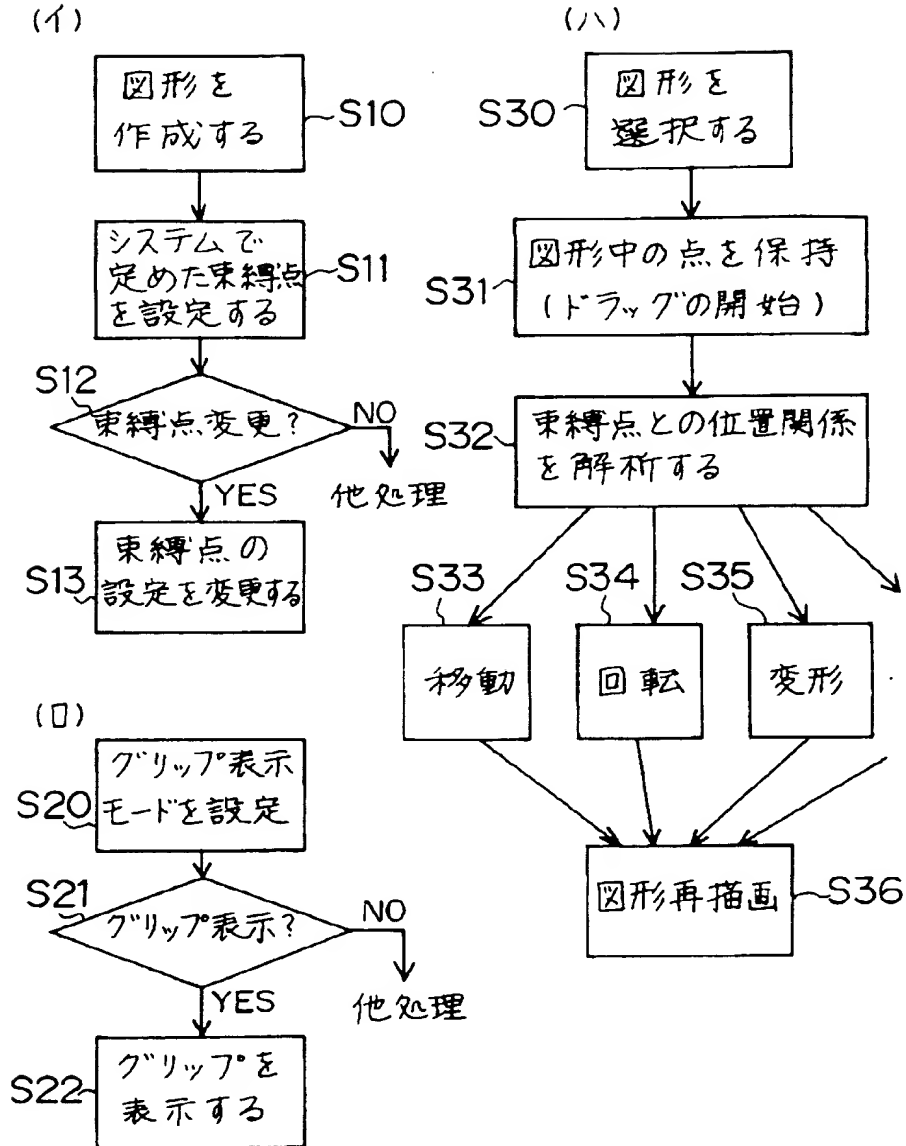 (イ)
図形を
作成する
S10
システムで
定めた束縛点
を設定する
S11
S12
束縛点変更?
NO
他処理
YES
S13
束縛点の
設定を変更する
(ロ)
S20
グリップ表示
モードを設定
S21
グリップ表示?
NO
他処理
YES
S22
グリップを
表示する
(ハ)
S30
図形を
選択する
S31
図形中の点を保持
(ドラッグの開始)
S32
束縛点との位置関係
を解析する
S33
移動
S34
回転
S35
変形
図形再描画
S36